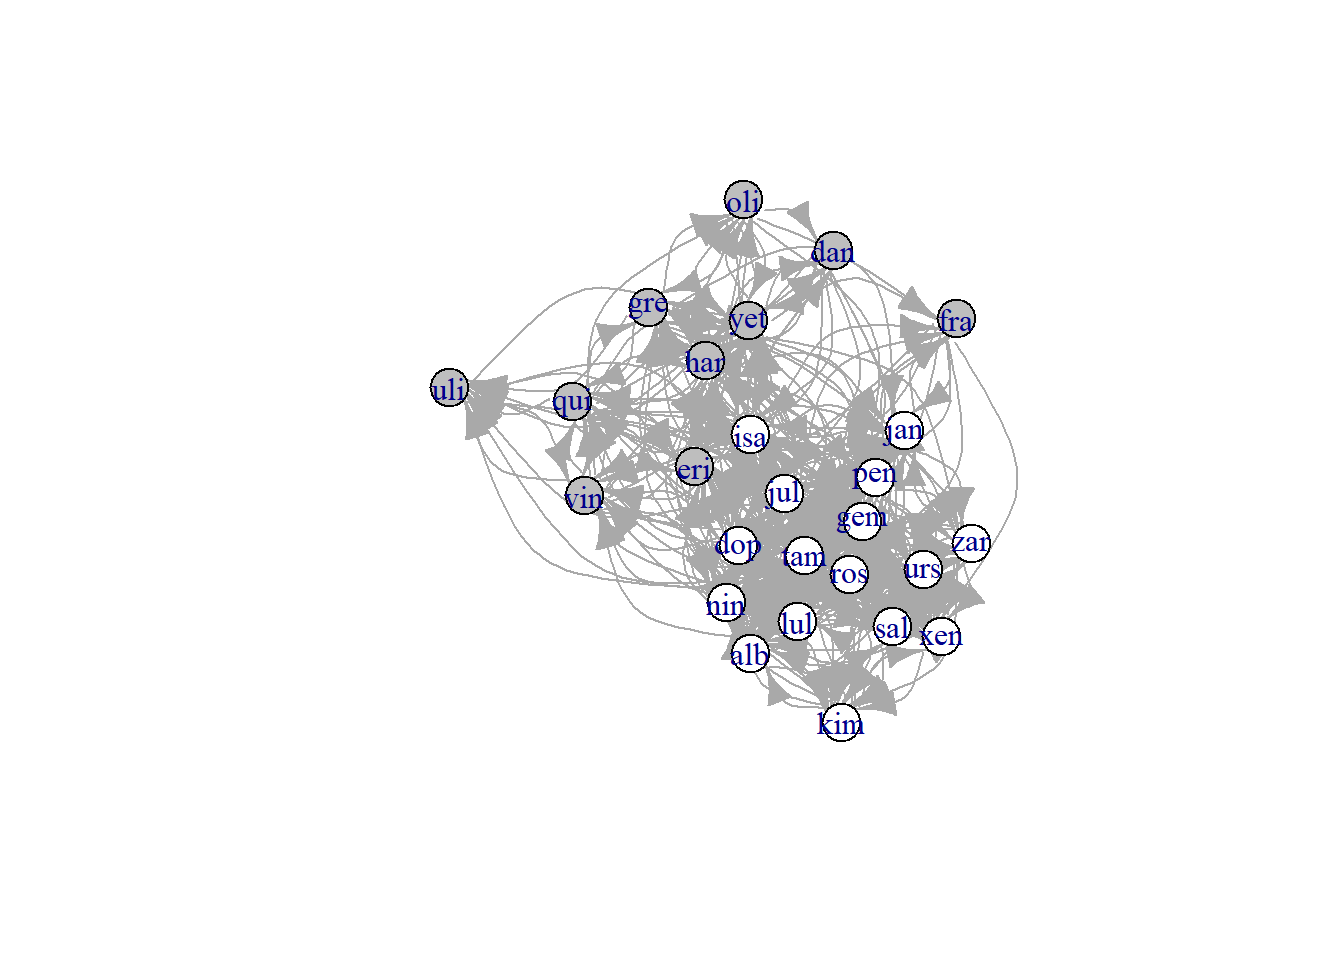 oli
dan
gre
yet
fra
har
uli
qui
isa
jan
eri
pen
jul
vin
gem
dop
tam
zar
ros
urs
nin
lul
sal
xen
alb
kim